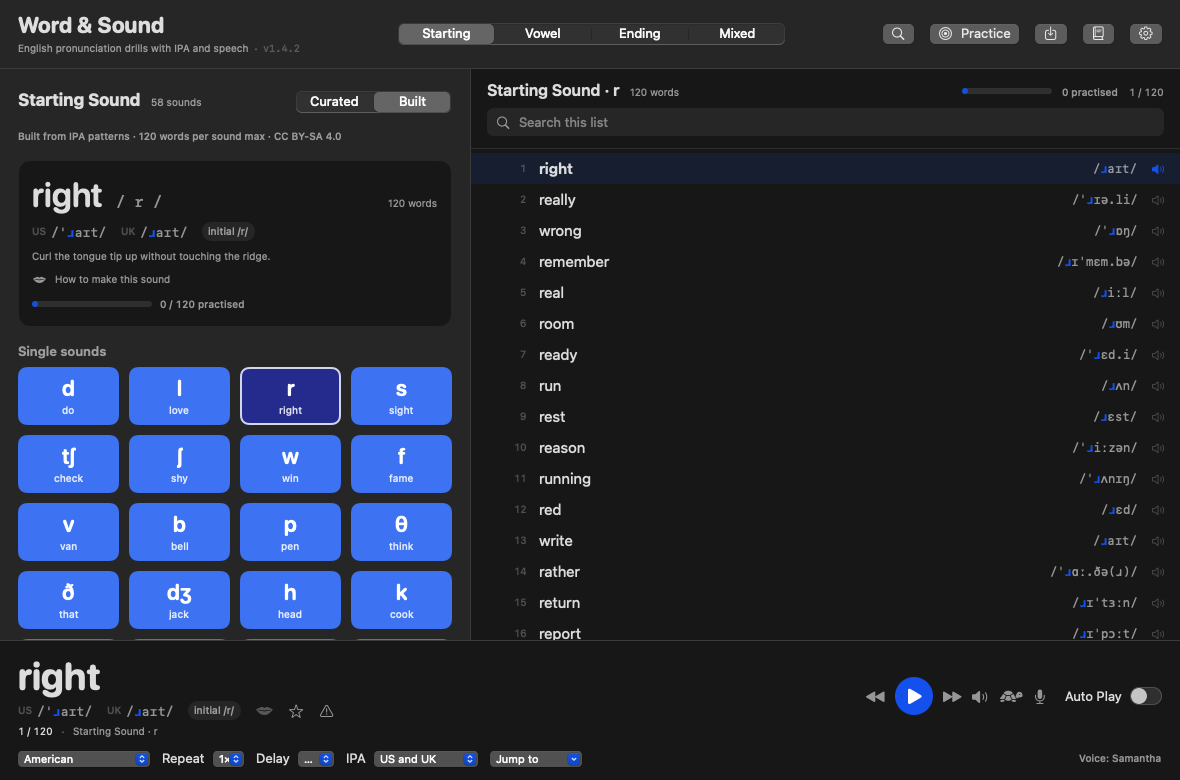 Word & Sound
English pronunciation drills with IPA and speech · v1.4.2
Starting Vowel Ending Mixed
Practice
Starting Sound 58 sounds
Curated Built
Built from IPA patterns · 120 words per sound max · CC BY-SA 4.0
right / r / 120 words
US /ˈɹaɪt/ UK /ɹaɪt/ initial /r/
Curl the tongue tip up without touching the ridge.
How to make this sound
0 / 120 practised
Single sounds
d l r s
do love right sight
tʃ ʃ w f
check shy win fame
v b p θ
van bell pen think
ð dʒ h k
that jack head cook
Starting Sound · r 120 words 0 practised 1 / 120
Search this list
1 right /ɹaɪt/
2 really /ˈɹɪə.li/
3 wrong /ˈɹɒŋ/
4 remember /ɹɪˈmɛm.bə/
5 real /ɹiːl/
6 room /ɹʊm/
7 ready /ˈɹɛd.i/
8 run /ɹʌn/
9 rest /ɹɛst/
10 reason /ˈɹiːzən/
11 running /ˈɹʌnɪŋ/
12 red /ɹɛd/
13 write /ɹaɪt/
14 rather /ˈɹɑː.ðə(ɹ)/
15 return /ɹɪˈtɜːn/
16 report /ɹɪˈpɔːt/
right
US /ˈɹaɪt/ UK /ɹaɪt/ initial /r/
1 / 120 · Starting Sound · r
Auto Play
American Repeat 1x Delay ... IPA US and UK Jump to
Voice: Samantha